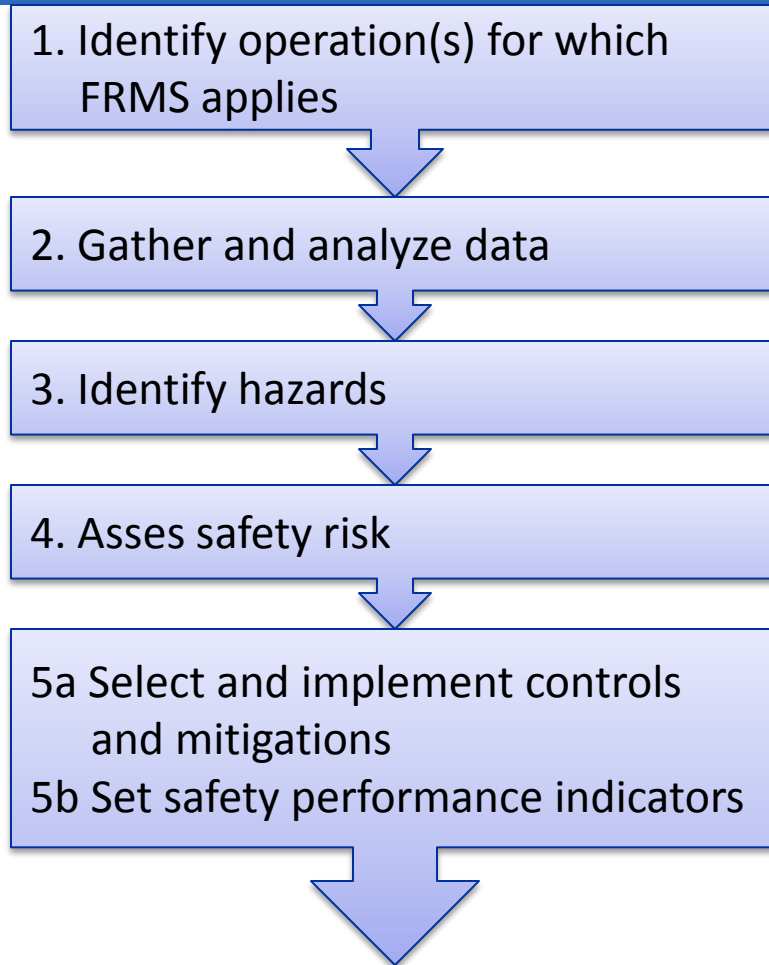 1. Identify operation(s) for which
FRMS applies
2. Gather and analyze data
3. Identify hazards
4. Asses safety risk
5a Select and implement controls
and mitigations
5b Set safety performance indicators